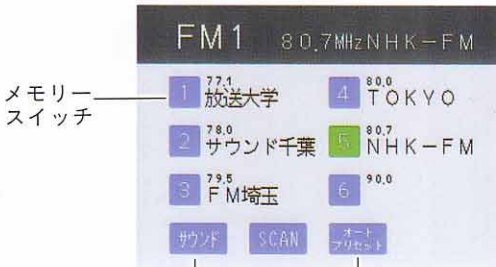 FM1 80.7MHz NHK-FM
メモリー
スイッチ
1 77.1 放送大学
4 80.0 TOKYO
2 78.0 サウンド千葉
5 80.7 NHK-FM
3 79.5 FM埼玉
6 90.0
サウンド SCAN オート
プリセット